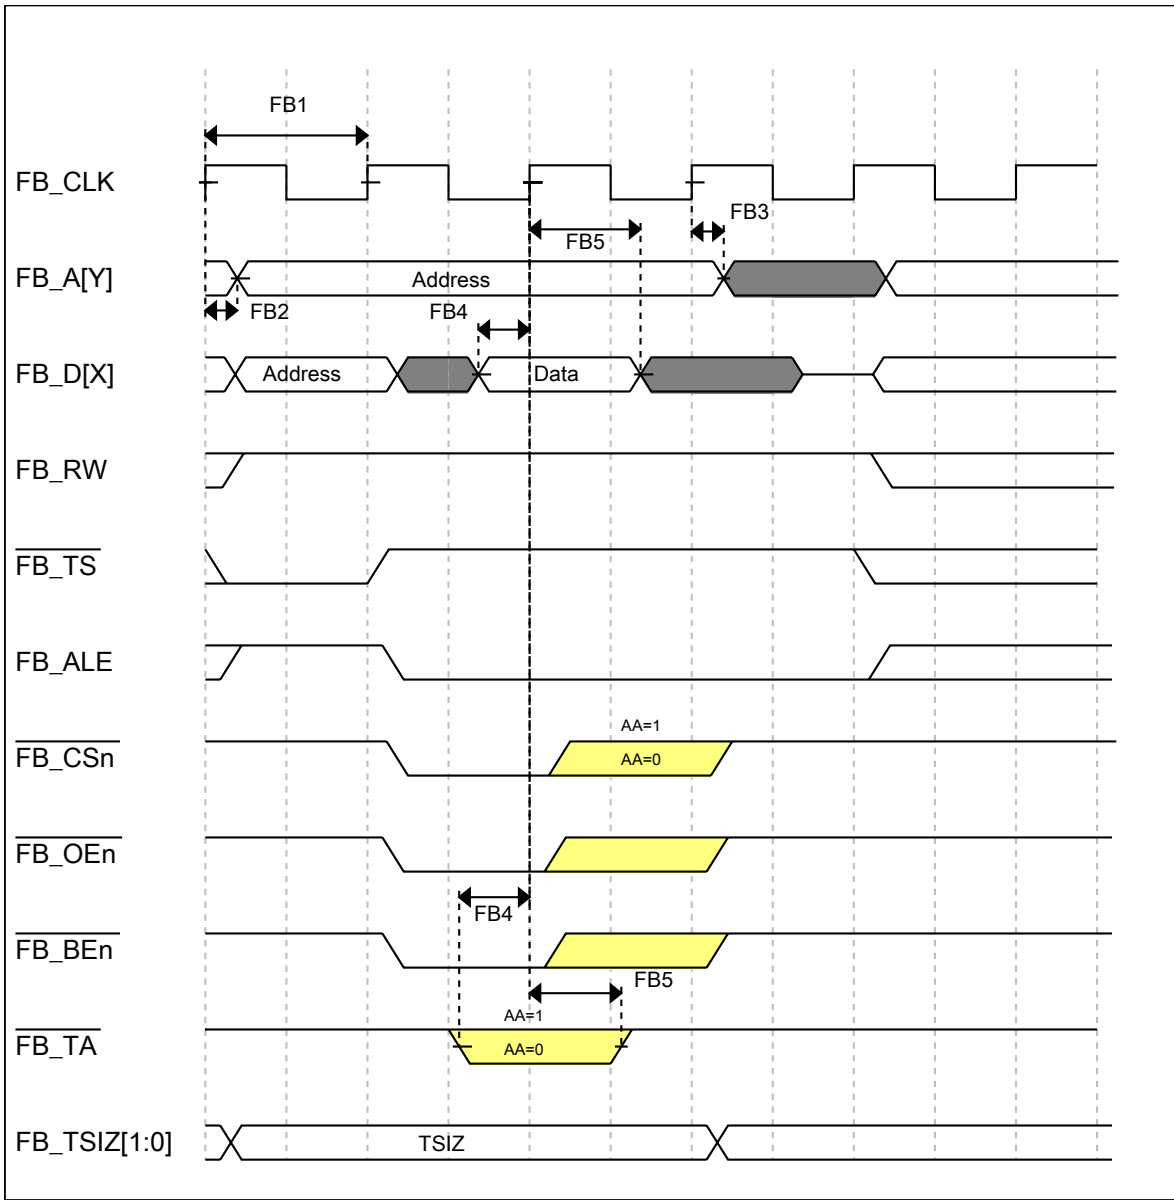 FB1
FB_CLK
FB3
FB5
FB_A[Y]
Address
FB2
FB4
FB_D[X]
Address
Data
FB_RW
FB_TS
FB_ALE
AA=1
FB_CSn
AA=0
FB_OEn
FB4
FB_BEn
FB5
AA=1
FB_TA
AA=0
FB_TSIZ[1:0]
TSIZ